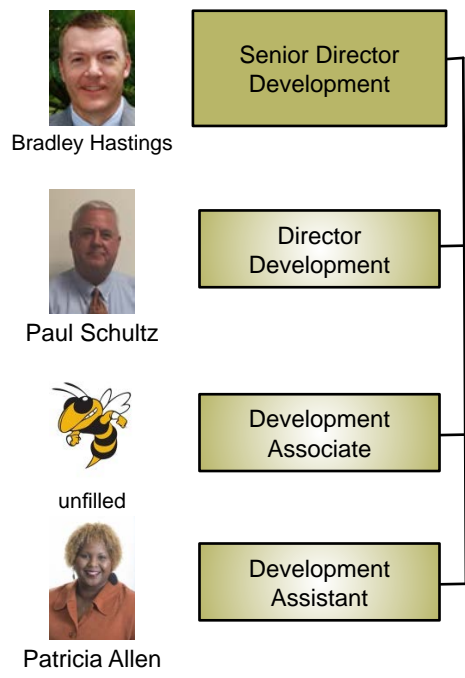 Senior Director
Development
Bradley Hastings
Director
Development
Paul Schultz
Development
Associate
unfilled
Development
Assistant
Patricia Allen